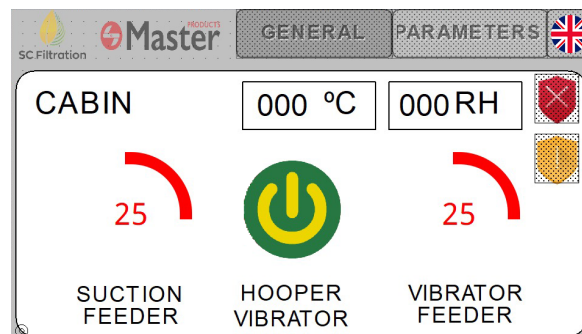 SC Filtration
Master
PRODUCTS
GENERAL
PARAMETERS
CABIN
000 ºC
000 RH
25
25
SUCTION
FEEDER
HOOPER
VIBRATOR
VIBRATOR
FEEDER